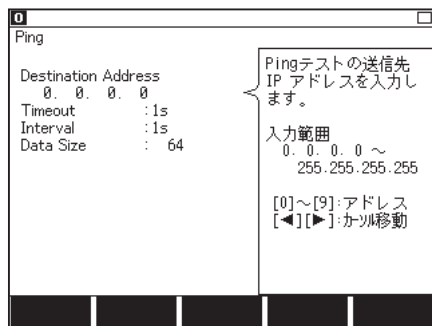 0
Ping
Destination Address
0. 0. 0. 0
Timeout :1s
Interval :1s
Data Size : 64
Pingテストの送信先
IP アドレスを入力し
ます。
入力範囲
0. 0. 0. 0 ～
255.255.255.255
[0]～[9]:アドレス
[◀][▶]:カーソル移動